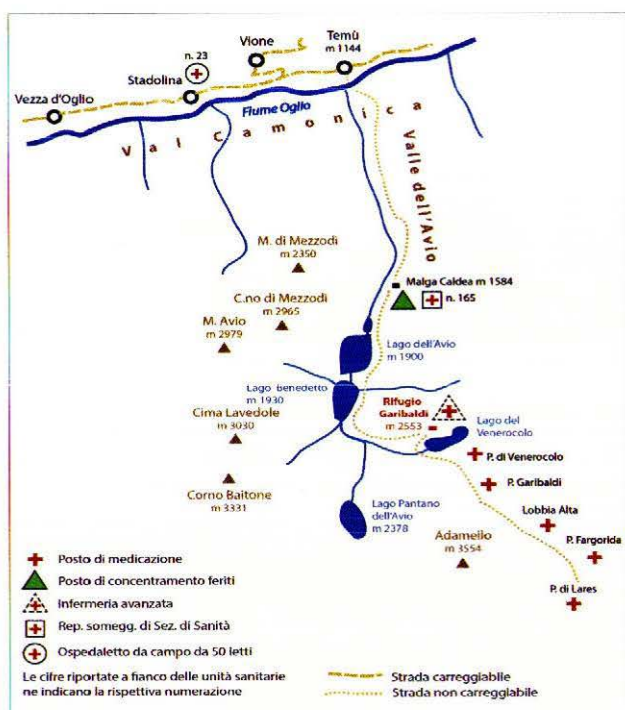 Vione
Temù
m 1144
n. 23
Stadolina
Vezza d'Oglio
Fiume Oglio
Val Camonica
Valle dell'Avio
M. di Mezzodì
m 2350
Malga Caldea m 1584
n. 165
C.no di Mezzodì
m 2965
M. Avio
m 2979
Lago dell'Avio
m 1900
Lago Benedetto
m 1930
Rifugio
Garibaldi
m 2553
Lago del
Venerocolo
Cima Lavedole
m 3030
P. di Venerocolo
P. Garibaldi
Corno Baitone
m 3331
Lago Pantano
dell'Avio
m 2378
Lobbia Alta
Adamello
m 3554
P. Fargorida
P. di Lares
Posto di medicazione
Posto di concentramento feriti
Infermeria avanzata
Rep. somegg. di Sez. di Sanità
Ospedaletto da campo da 50 letti
Le cifre riportate a fianco delle unità sanitarie
ne indicano la rispettiva numerazione
Strada carreggiabile
Strada non carreggiabile